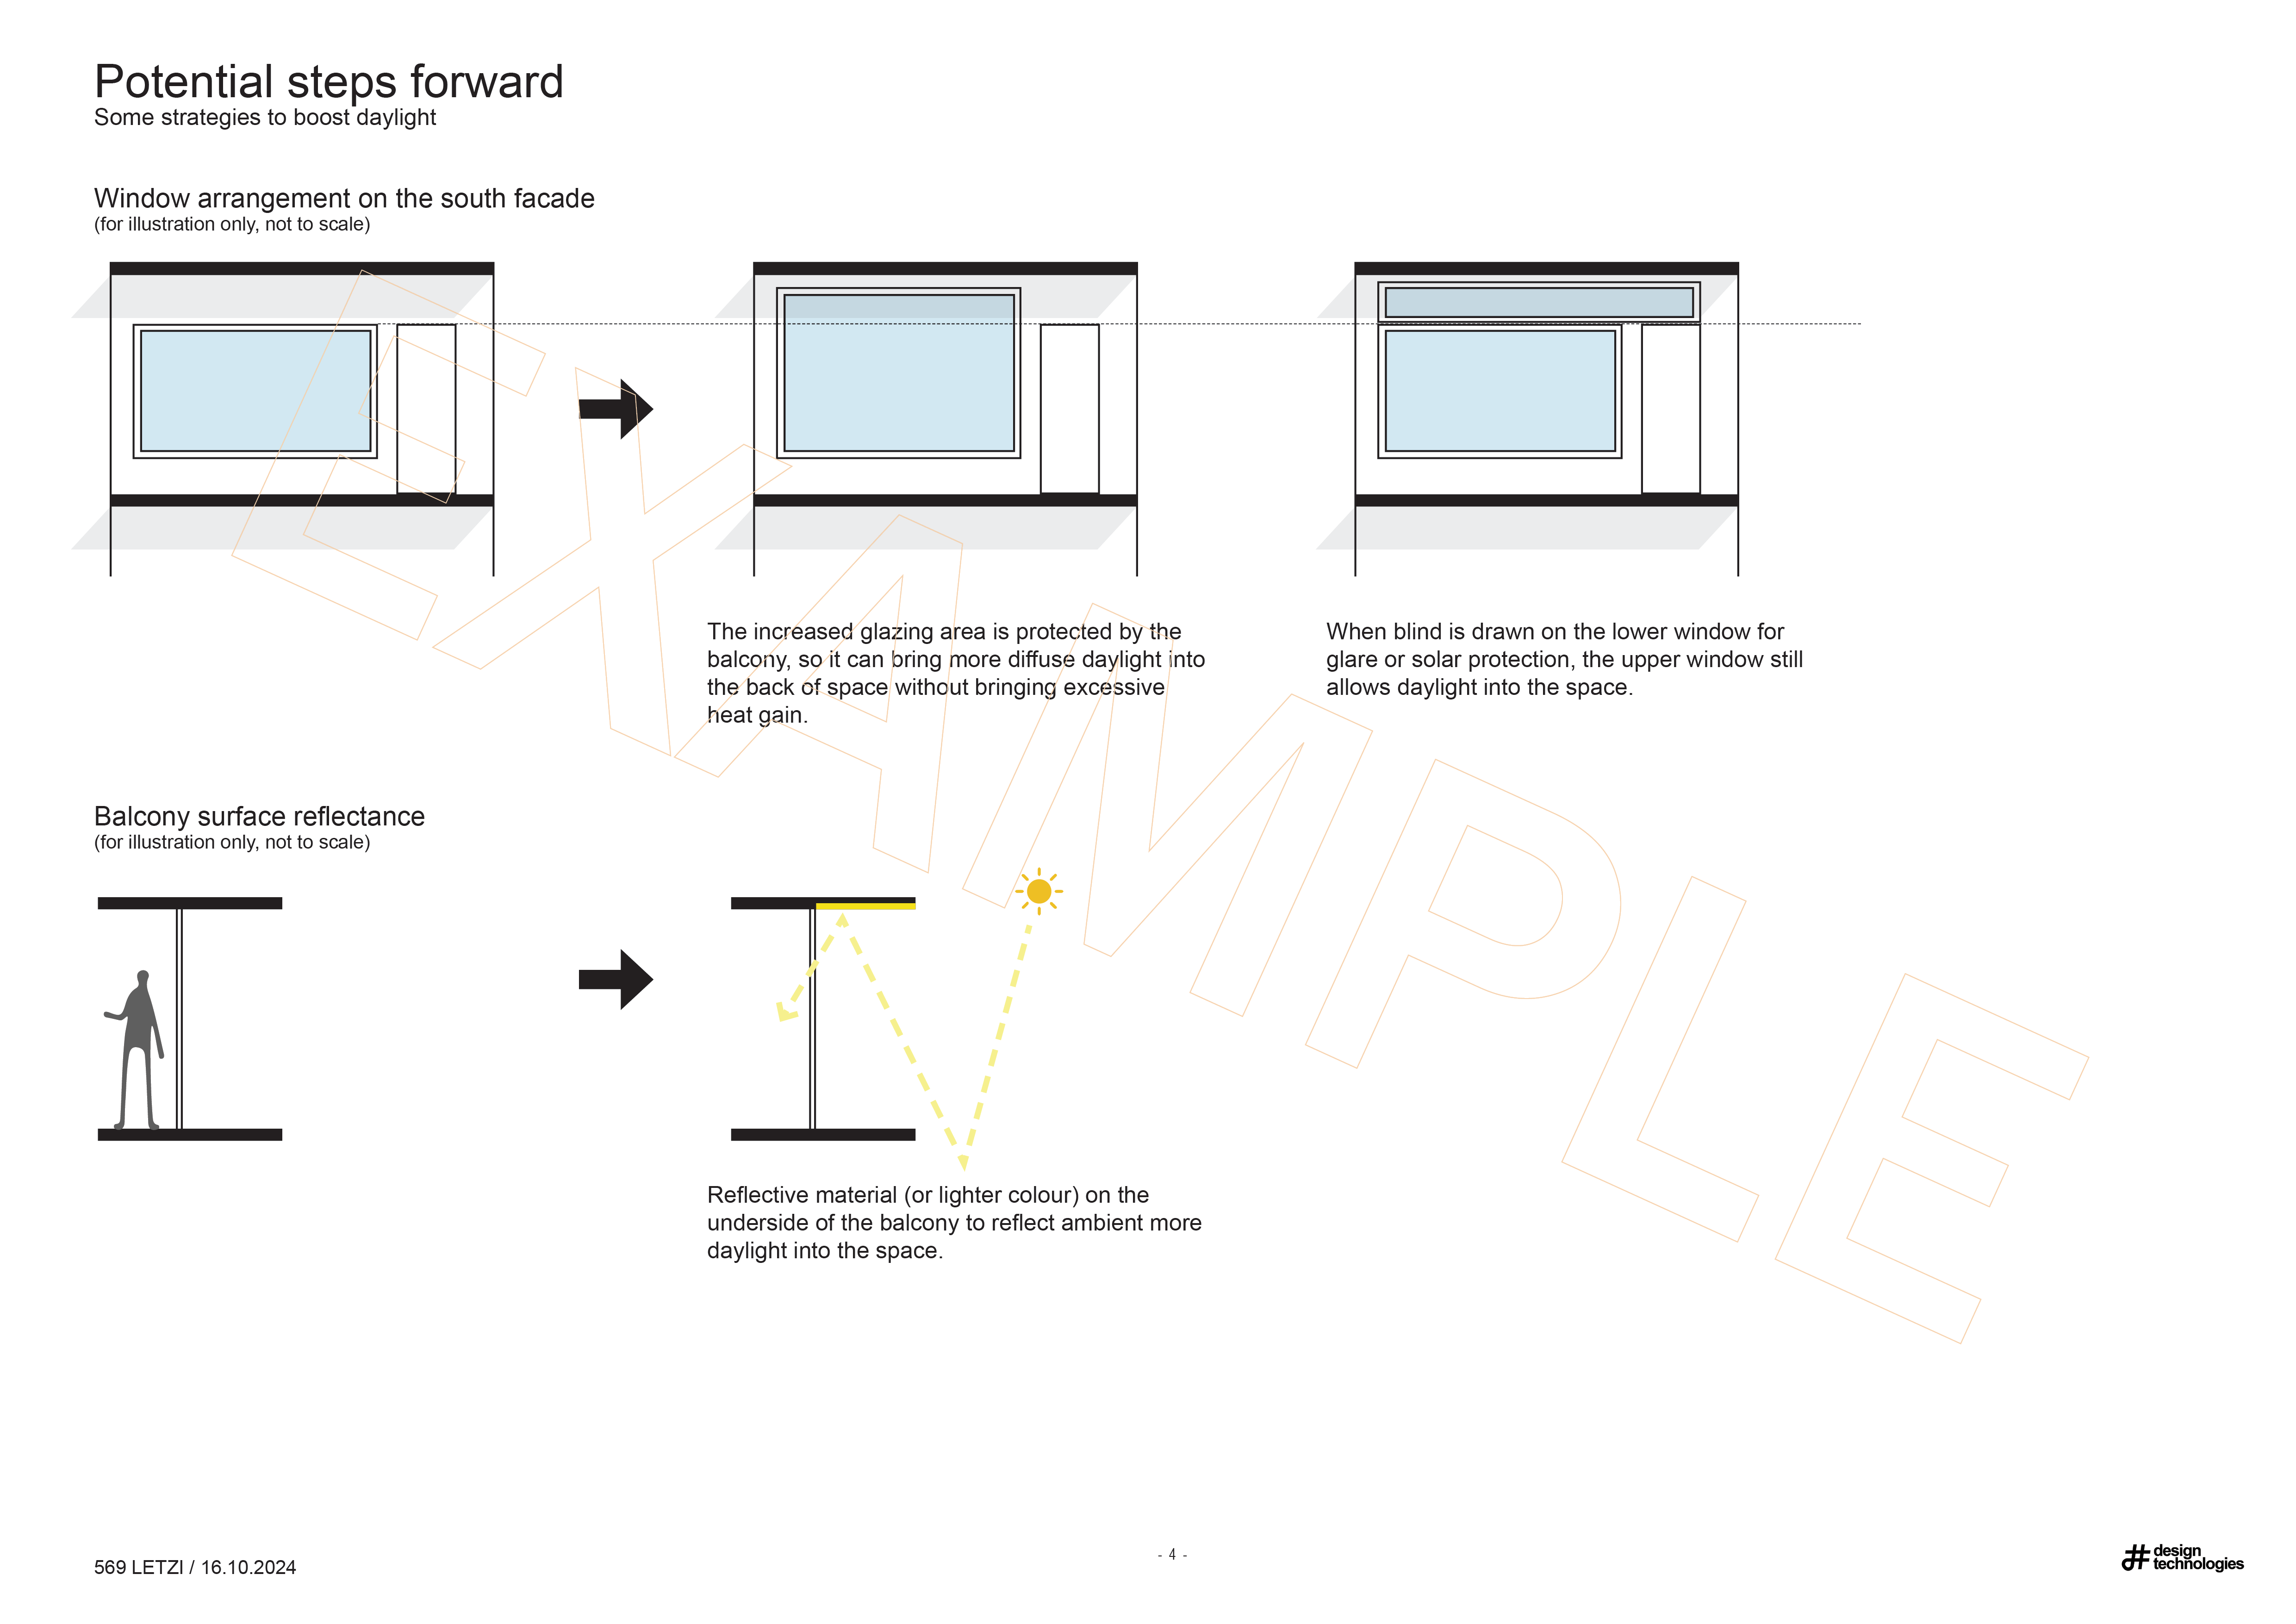 Potential steps forward
Some strategies to boost daylight
Window arrangement on the south facade
(for illustration only, not to scale)
The increased glazing area is protected by the
balcony, so it can bring more diffuse daylight into
the back of space without bringing excessive
heat gain.
When blind is drawn on the lower window for
glare or solar protection, the upper window still
allows daylight into the space.
Balcony surface reflectance
(for illustration only, not to scale)
Reflective material (or lighter colour) on the
underside of the balcony to reflect ambient more
daylight into the space.
EXAMPLE
569 LETZI / 16.10.2024
- 4 -
design
technologies